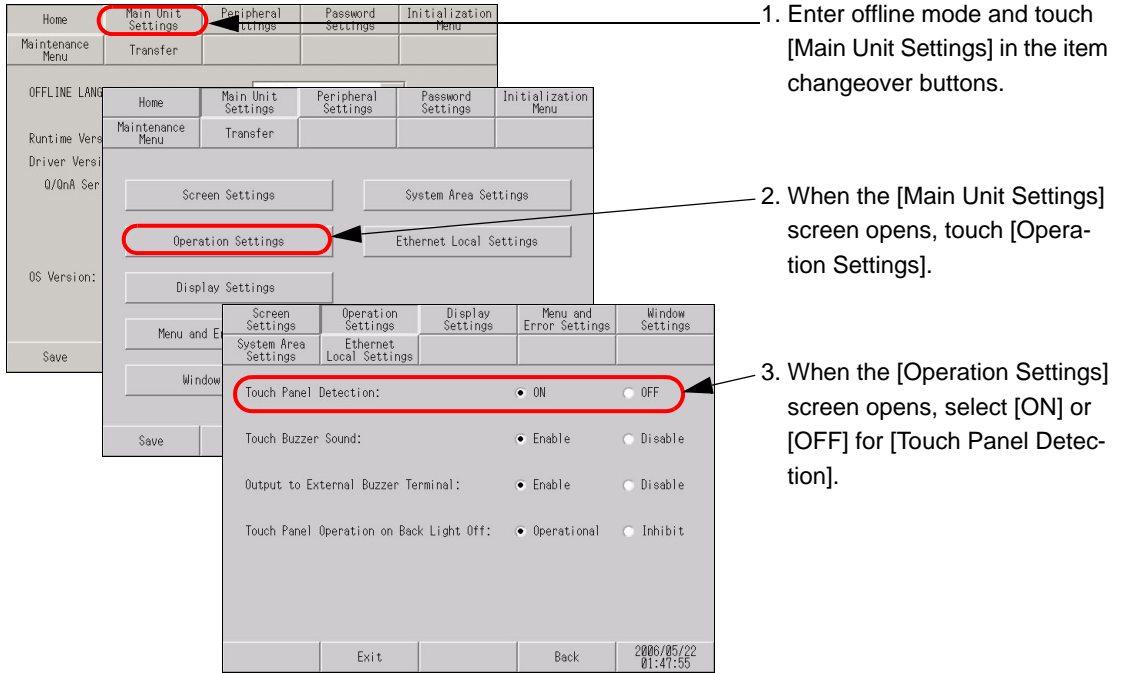 Home
Main Unit
Settings
Peripheral
Settings
Password
Settings
Initialization
Menu
Maintenance
Menu
Transfer
OFFLINE LANG
Runtime Vers
Driver Versi
Q/QnA Ser
OS Version:
Save
Home
Main Unit
Settings
Peripheral
Settings
Password
Settings
Initialization
Menu
Maintenance
Menu
Transfer
Screen Settings
System Area Settings
Operation Settings
Ethernet Local Settings
Display Settings
Menu and E
Window
Save
Screen
Settings
Operation
Settings
Display
Settings
Menu and
Error Settings
Window
Settings
System Area
Settings
Ethernet
Local Settings
Touch Panel Detection: ON OFF
Touch Buzzer Sound: Enable Disable
Output to External Buzzer Terminal: Enable Disable
Touch Panel Operation on Back Light Off: Operational Inhibit
Exit
Back
2006/05/22
01:47:55
1. Enter offline mode and touch
[Main Unit Settings] in the item
changeover buttons.
2. When the [Main Unit Settings]
screen opens, touch [Opera-
tion Settings].
3. When the [Operation Settings]
screen opens, select [ON] or
[OFF] for [Touch Panel Detec-
tion].